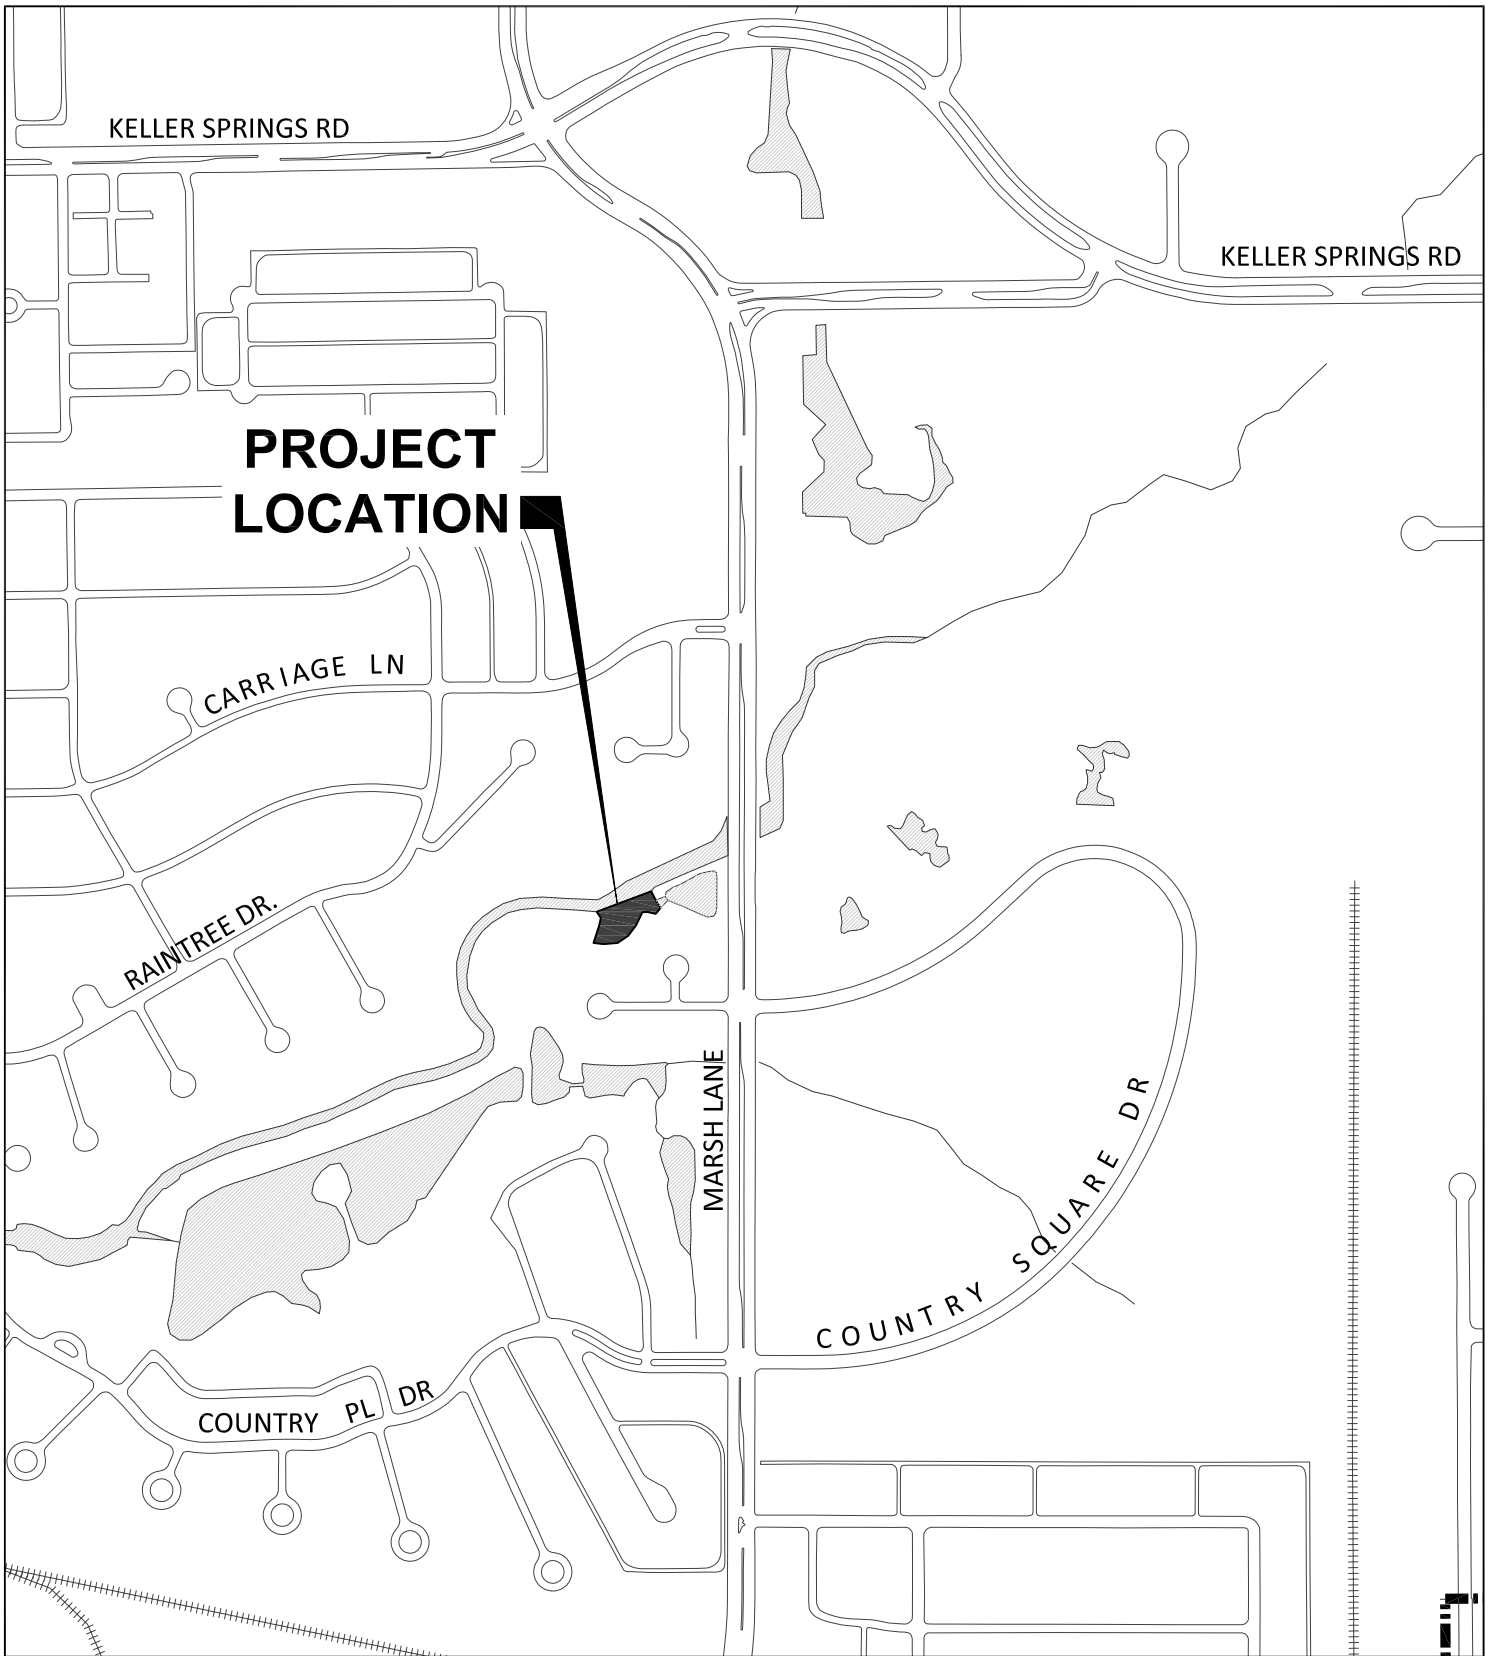 KELLER SPRINGS RD
KELLER SPRINGS RD
PROJECT
LOCATION
CARRIAGE LN
RAINTREE DR.
MARSH LANE
COUNTRY SQUARE DR
COUNTRY PL DR